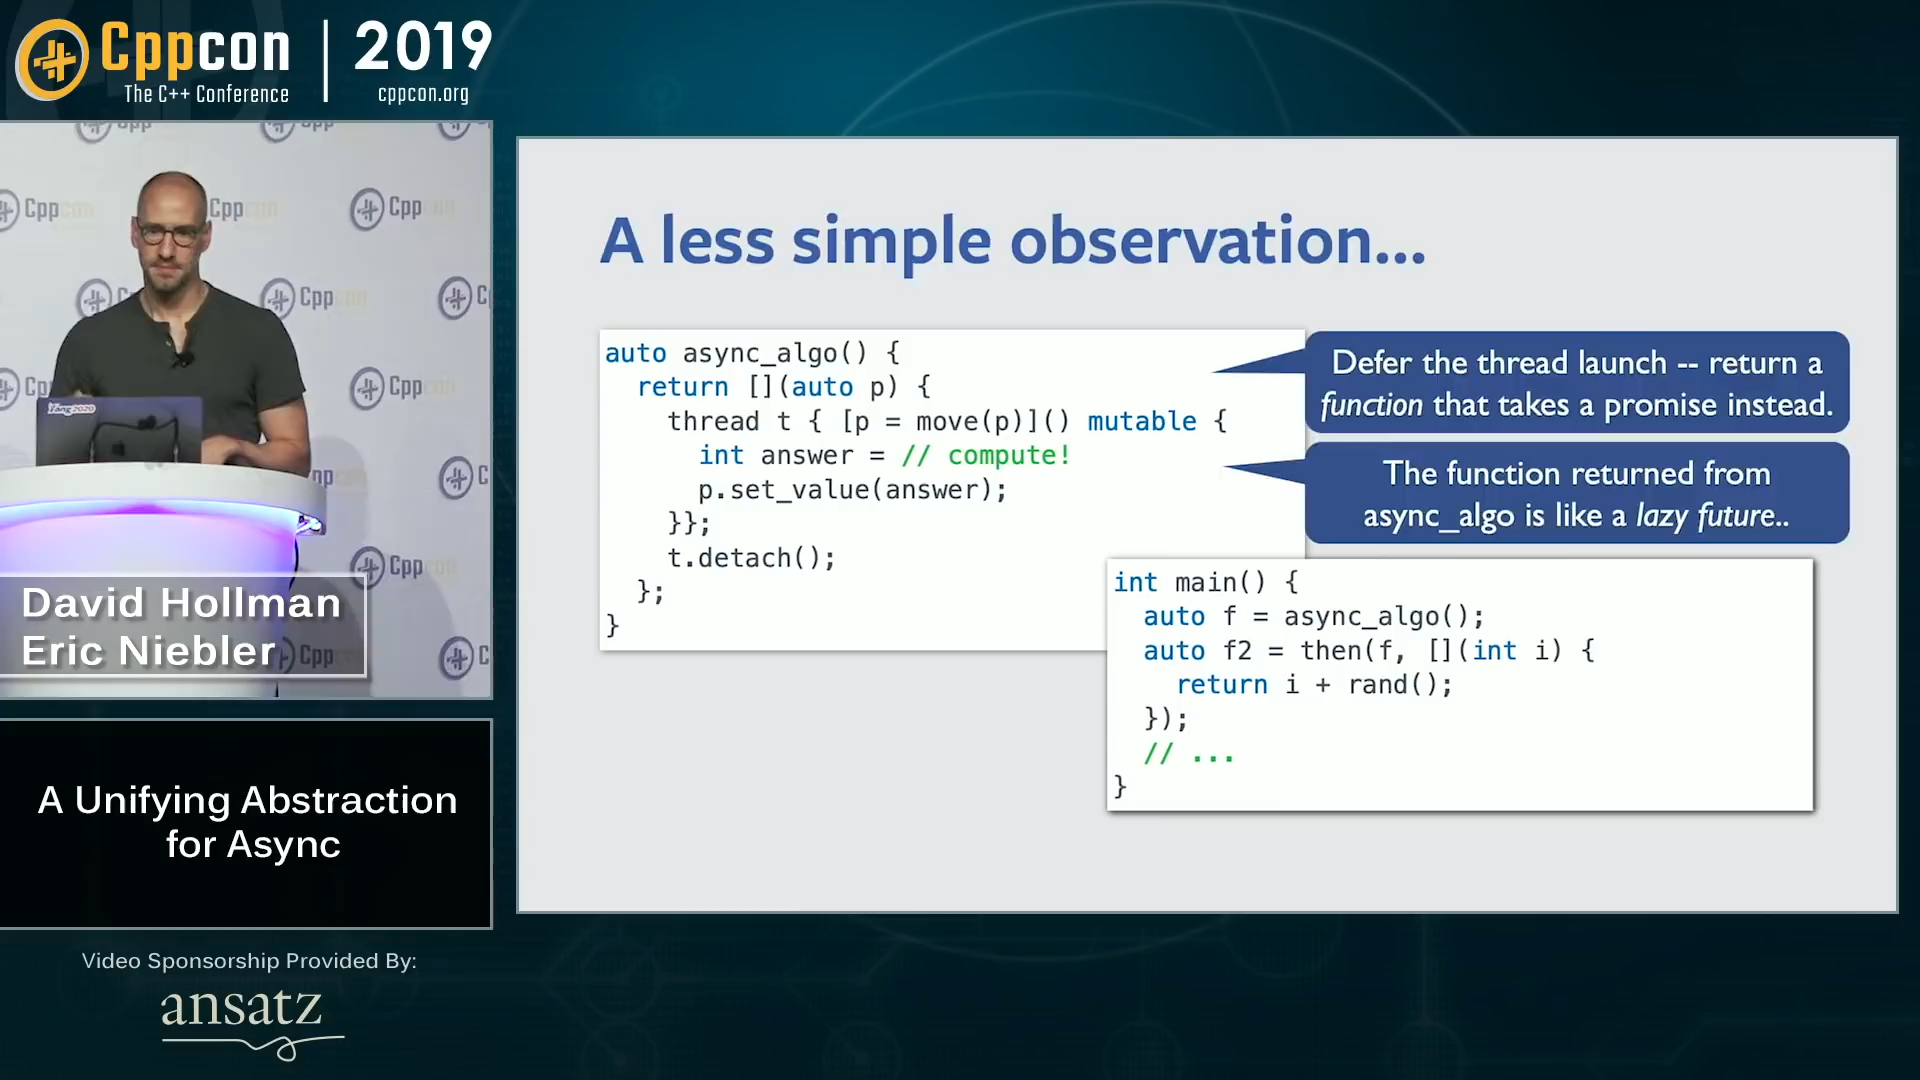 Cppcon
The C++ Conference
2019
cppcon.org
Yang2020
David Hollman
Eric Niebler
A Unifying Abstraction
for Async
Video Sponsorship Provided By:
ansatz
A less simple observation...
auto async_algo() {
  return [](auto p) {
    thread t { [p = move(p)]() mutable {
      int answer = // compute!
      p.set_value(answer);
    }};
    t.detach();
  };
}
Defer the thread launch -- return a
function that takes a promise instead.
The function returned from
async_algo is like a lazy future..
int main() {
  auto f = async_algo();
  auto f2 = then(f, [](int i) {
    return i + rand();
  });
  // ...
}